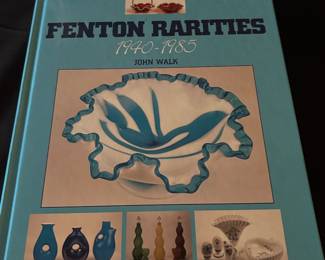 FENTON RARITIES
1940-1985
JOHN WALK